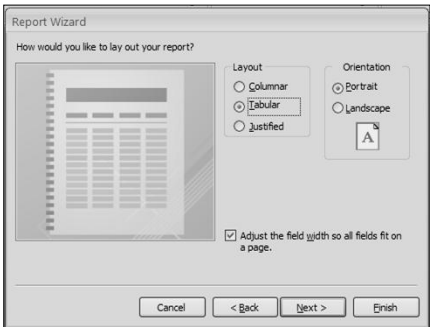 Report Wizard
How would you like to lay out your report?
Layout
Columnar
Tabular
Justified
Orientation
Portrait
Landscape
A
Adjust the field width so all fields fit on
a page.
Cancel
< Back
Next >
Finish